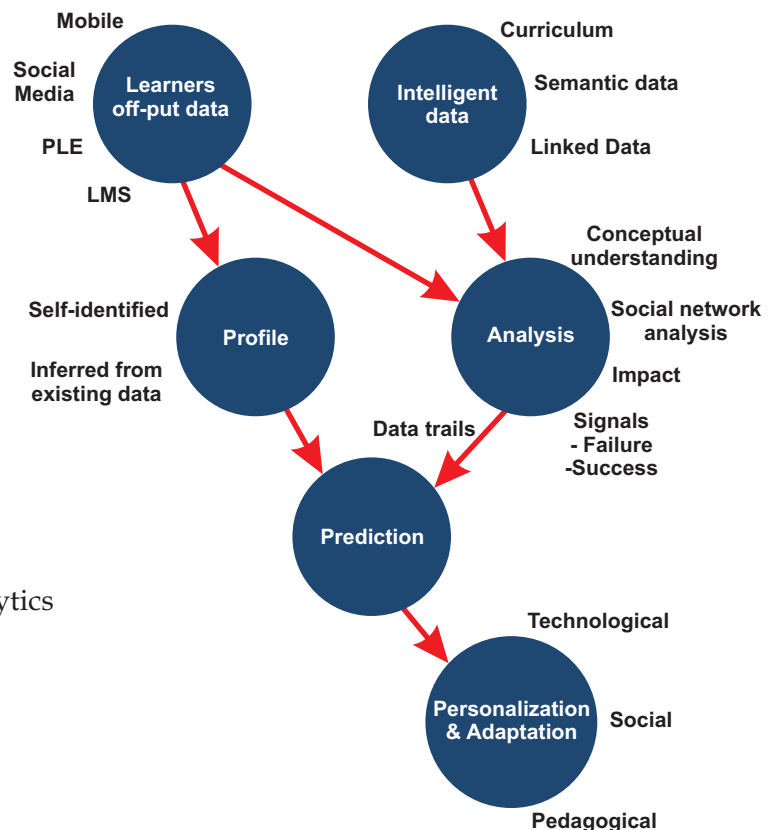 Mobile
Social
Media
PLE
LMS
Learners
off-put data
Curriculum
Semantic data
Linked Data
Intelligent
data
Self-identified
Inferred from
existing data
Profile
Conceptual
understanding
Social network
analysis
Impact
Signals
- Failure
-Success
Analysis
Data trails
Prediction
ytics
Technological
Social
Pedagogical
Personalization
& Adaptation